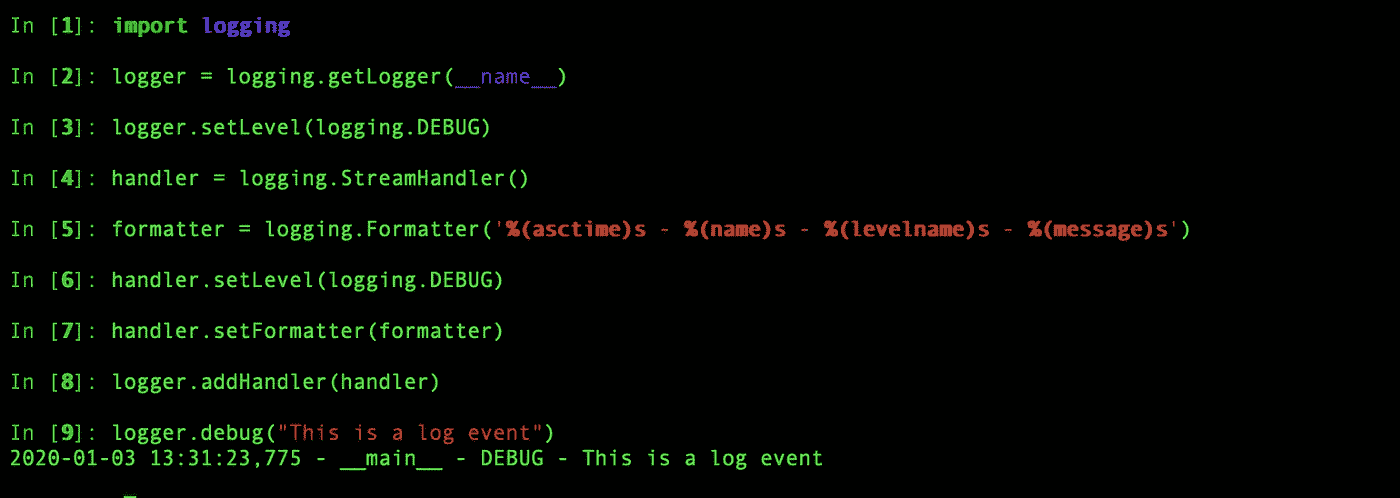 In [1]: import logging
In [2]: logger = logging.getLogger(__name__)
In [3]: logger.setLevel(logging.DEBUG)
In [4]: handler = logging.StreamHandler()
In [5]: formatter = logging.Formatter('%(asctime)s - %(name)s - %(levelname)s - %(message)s')
In [6]: handler.setLevel(logging.DEBUG)
In [7]: handler.setFormatter(formatter)
In [8]: logger.addHandler(handler)
In [9]: logger.debug("This is a log event")
2020-01-03 13:31:23,775 - __main__ - DEBUG - This is a log event